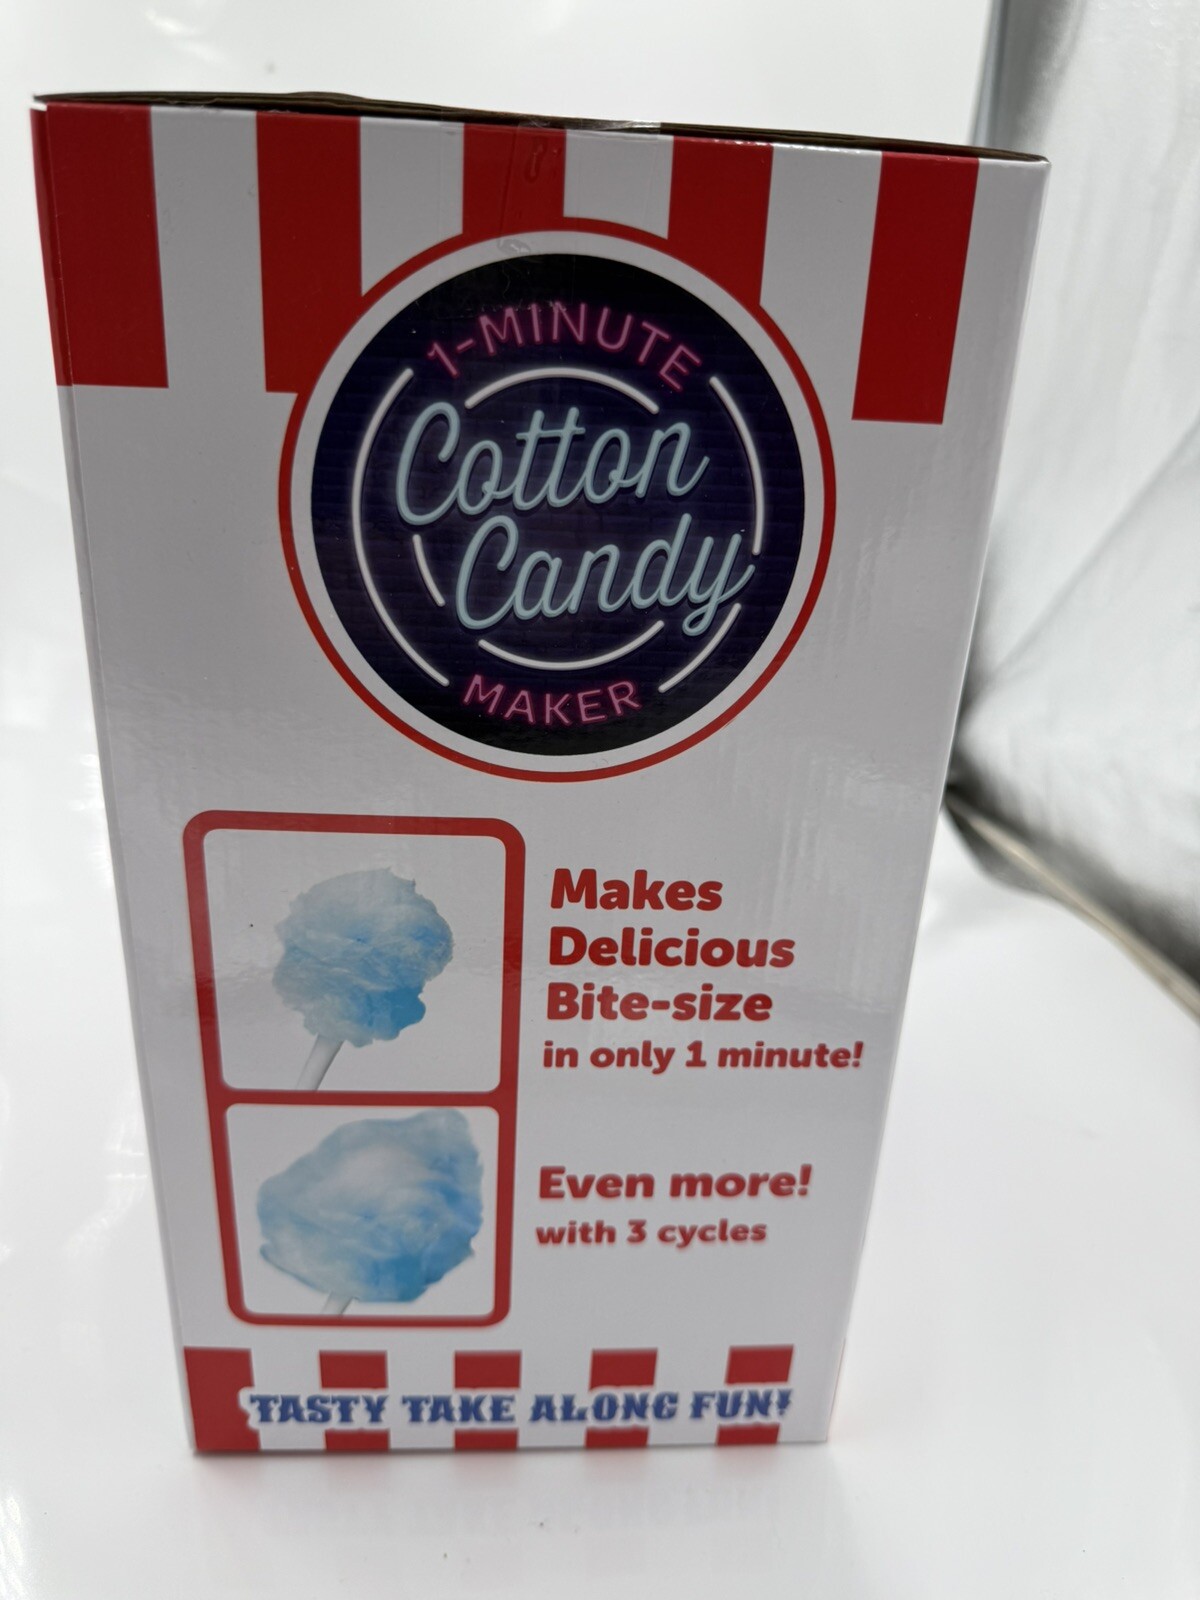 1-MINUTE
Cotton
Candy
MAKER
Makes
Delicious
Bite-size
in only 1 minute!
Even more!
with 3 cycles
TASTY TAKE ALONG FUN!